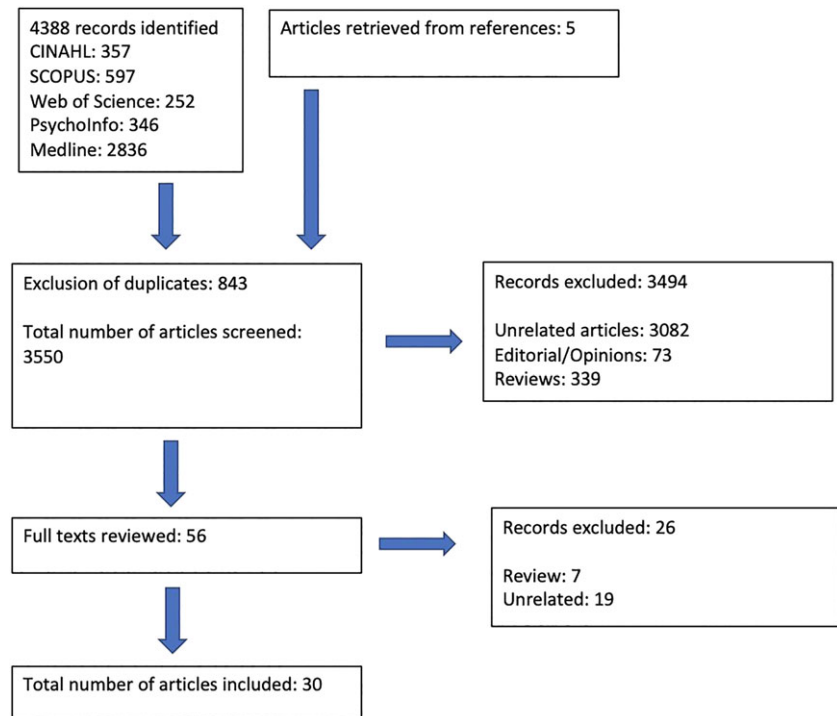 4388 records identified
CINAHL: 357
SCOPUS: 597
Web of Science: 252
PsychoInfo: 346
Medline: 2836
Articles retrieved from references: 5
Exclusion of duplicates: 843
Total number of articles screened:
3550
Records excluded: 3494
Unrelated articles: 3082
Editorial/Opinions: 73
Reviews: 339
Full texts reviewed: 56
Records excluded: 26
Review: 7
Unrelated: 19
Total number of articles included: 30